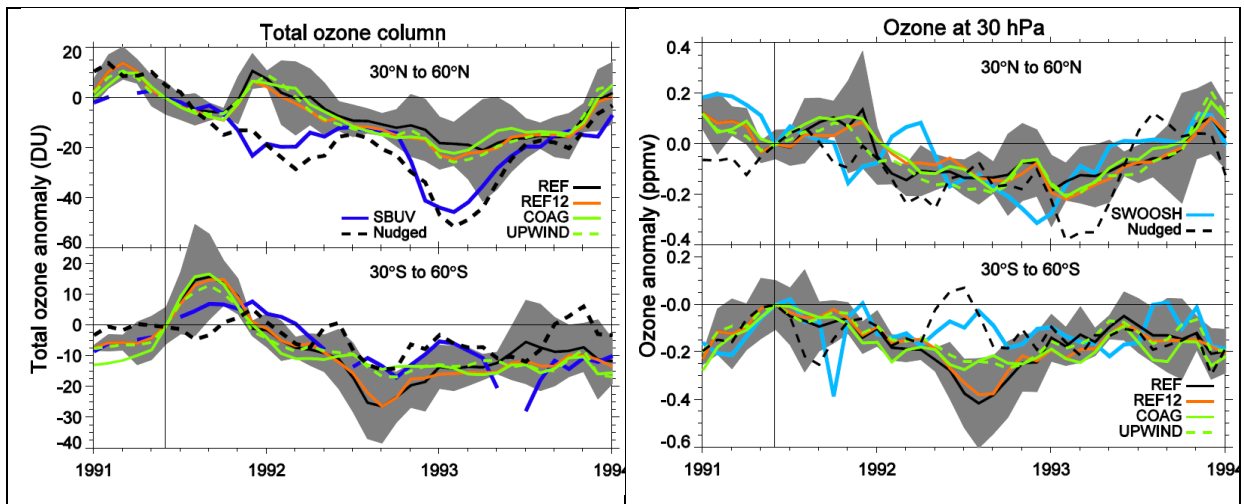 Total ozone column
Total ozone anomaly (DU)
20
0
-20
-40
-60
30°N to 60°N
SBUV
Nudged
REF
REF12
COAG
UPWIND
Total ozone anomaly (DU)
20
10
0
-10
-20
-30
-40
30°S to 60°S
1991
1992
1993
1994
Ozone at 30 hPa
Ozone anomaly (ppmv)
0.4
0.2
0.0
-0.2
-0.4
30°N to 60°N
SWOOSH
Nudged
-0.0
-0.2
-0.4
-0.6
30°S to 60°S
REF
REF12
COAG
UPWIND
1991
1992
1993
1994